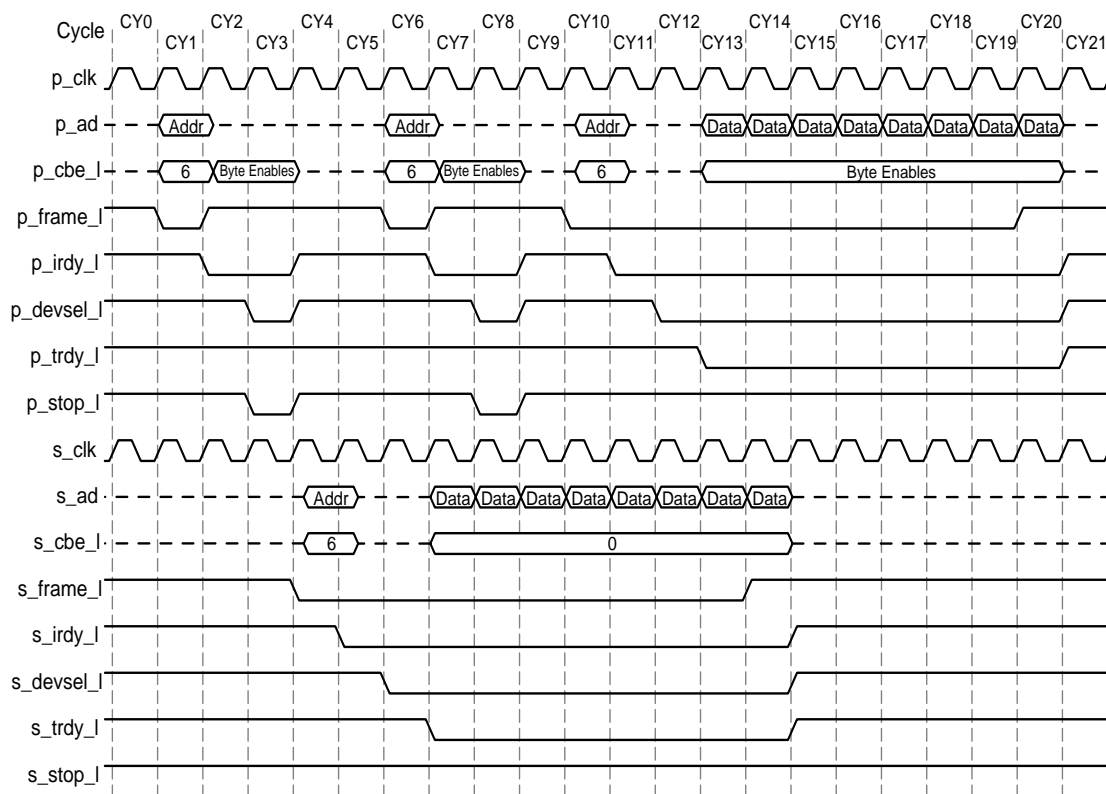 Cycle CY0 CY2 CY4 CY6 CY8 CY10 CY12 CY14 CY16 CY18 CY20
CY1 CY3 CY5 CY7 CY9 CY11 CY13 CY15 CY17 CY19 CY21
p_clk
p_ad Addr Addr Addr Data Data Data Data Data Data Data Data
p_cbe_l 6 Byte Enables 6 Byte Enables 6 Byte Enables
p_frame_l
p_irdy_l
p_devsel_l
p_trdy_l
p_stop_l
s_clk
s_ad Addr Data Data Data Data Data Data Data Data
s_cbe_l 6 0
s_frame_l
s_irdy_l
s_devsel_l
s_trdy_l
s_stop_l